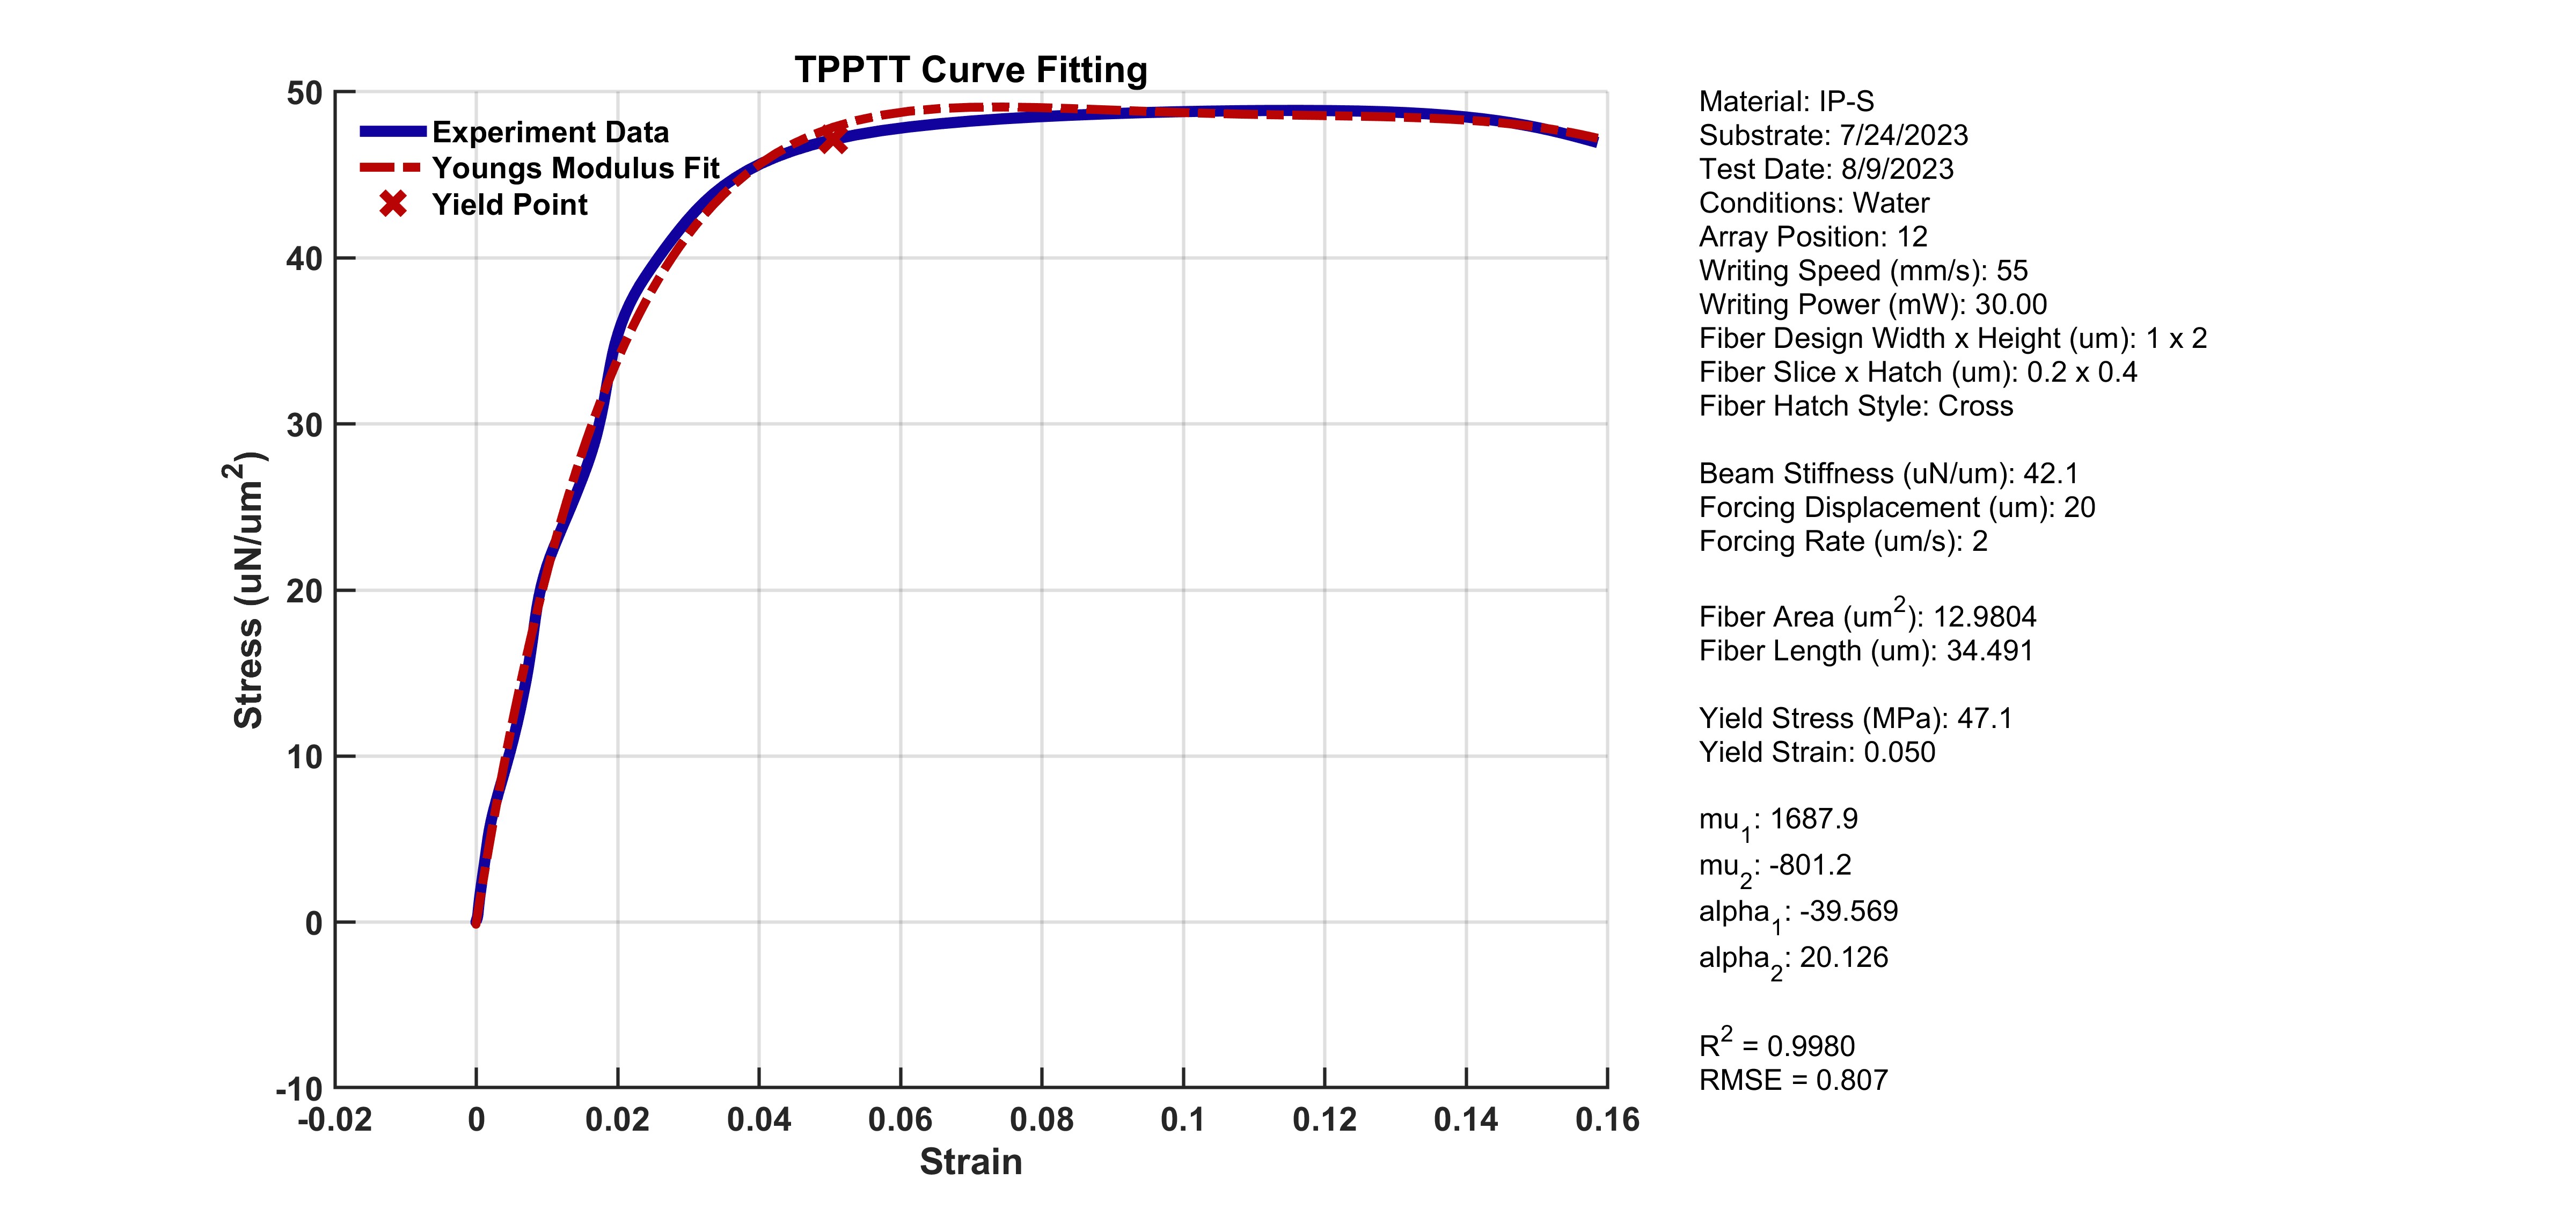 TPPTT Curve Fitting
50
40
30
20
10
0
-10
Stress (uN/um²)
Experiment Data
Youngs Modulus Fit
Yield Point
-0.02 0 0.02 0.04 0.06 0.08 0.1 0.12 0.14 0.16
Strain
Material: IP-S
Substrate: 7/24/2023
Test Date: 8/9/2023
Conditions: Water
Array Position: 12
Writing Speed (mm/s): 55
Writing Power (mW): 30.00
Fiber Design Width x Height (um): 1 x 2
Fiber Slice x Hatch (um): 0.2 x 0.4
Fiber Hatch Style: Cross
Beam Stiffness (uN/um): 42.1
Forcing Displacement (um): 20
Forcing Rate (um/s): 2
Fiber Area (um²): 12.9804
Fiber Length (um): 34.491
Yield Stress (MPa): 47.1
Yield Strain: 0.050
mu₁: 1687.9
mu₂: -801.2
alpha₁: -39.569
alpha₂: 20.126
R² = 0.9980
RMSE = 0.807